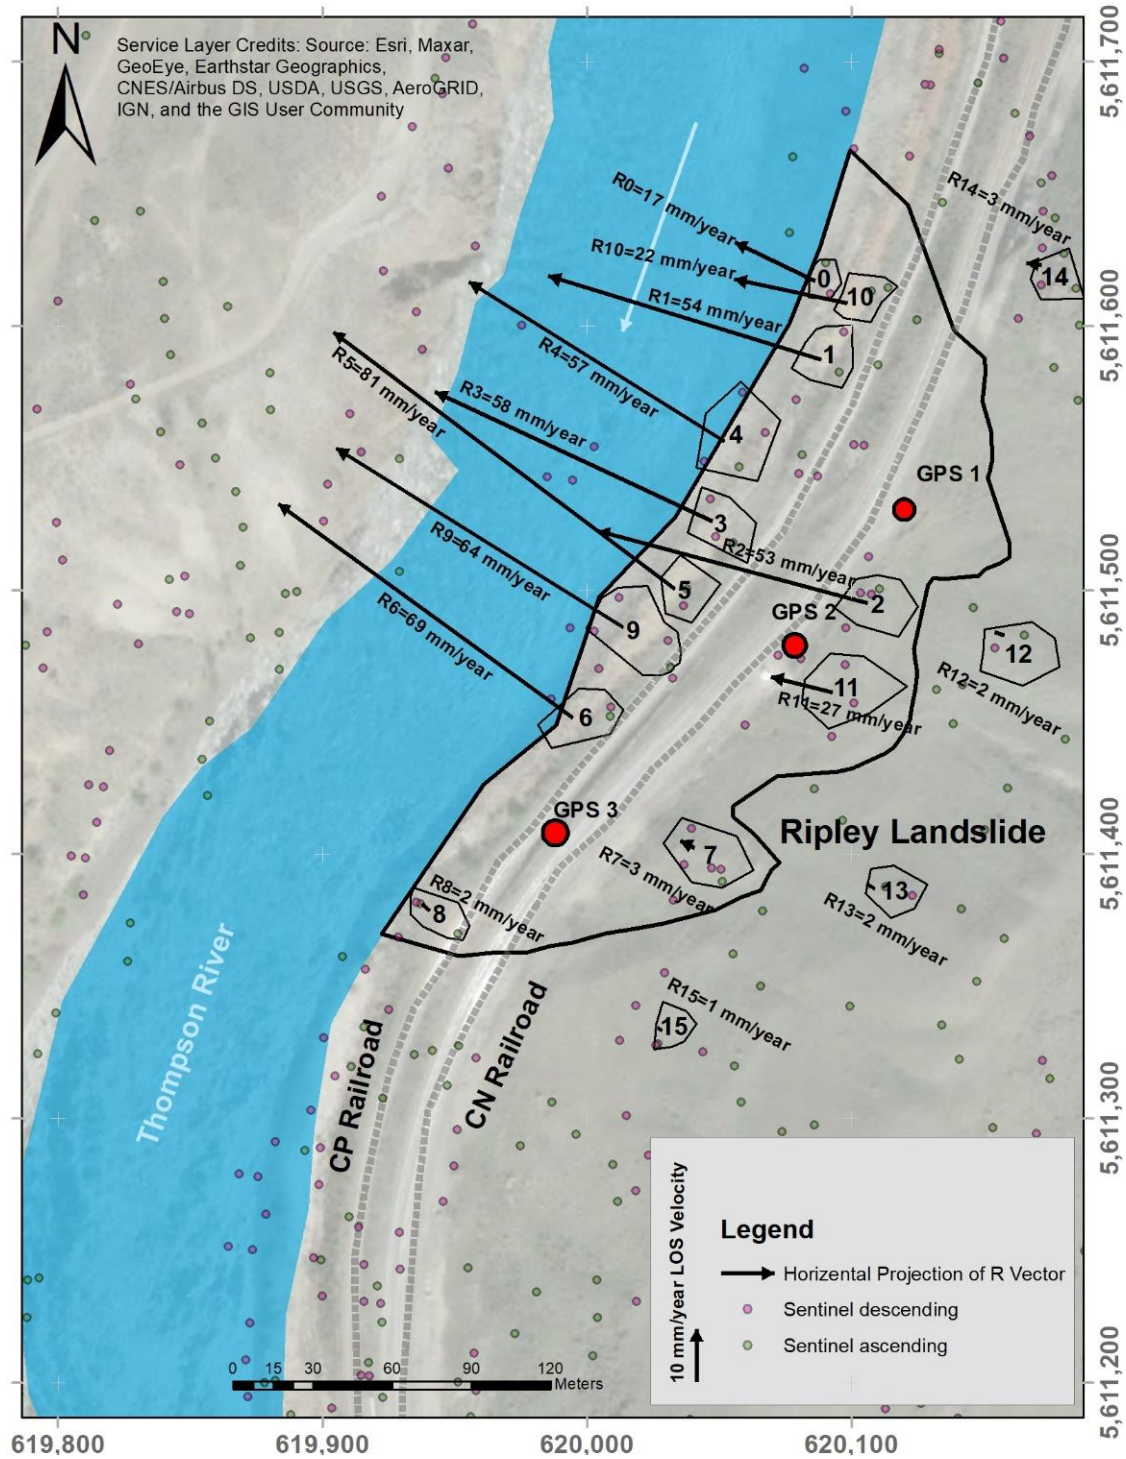 N
Service Layer Credits: Source: Esri, Maxar,
GeoEye, Earthstar Geographics,
CNES/Airbus DS, USDA, USGS, AeroGRID,
IGN, and the GIS User Community
5,611,700
R0=17 mm/year
R14=3 mm/year
R10=22 mm/year
0
14
10
R1=54 mm/year
5,611,600
1
R4=57 mm/year
R5=81 mm/year
R3=58 mm/year
4
GPS 1
3
R2=53 mm/year
R9=64 mm/year
5
5,611,500
2
R6=69 mm/year
GPS 2
9
12
11
R12=2 mm/year
R11=27 mm/year
6
GPS 3
Ripley Landslide
5,611,400
R7=3 mm/year
7
R8=2 mm/year
13
R13=2 mm/year
8
Thompson River
R15=1 mm/year
15
CP Railroad
CN Railroad
5,611,300
10 mm/year LOS Velocity
Legend
Horizental Projection of R Vector
Sentinel descending
Sentinel ascending
0 15 30 60 90 120
Meters
5,611,200
619,800
619,900
620,000
620,100